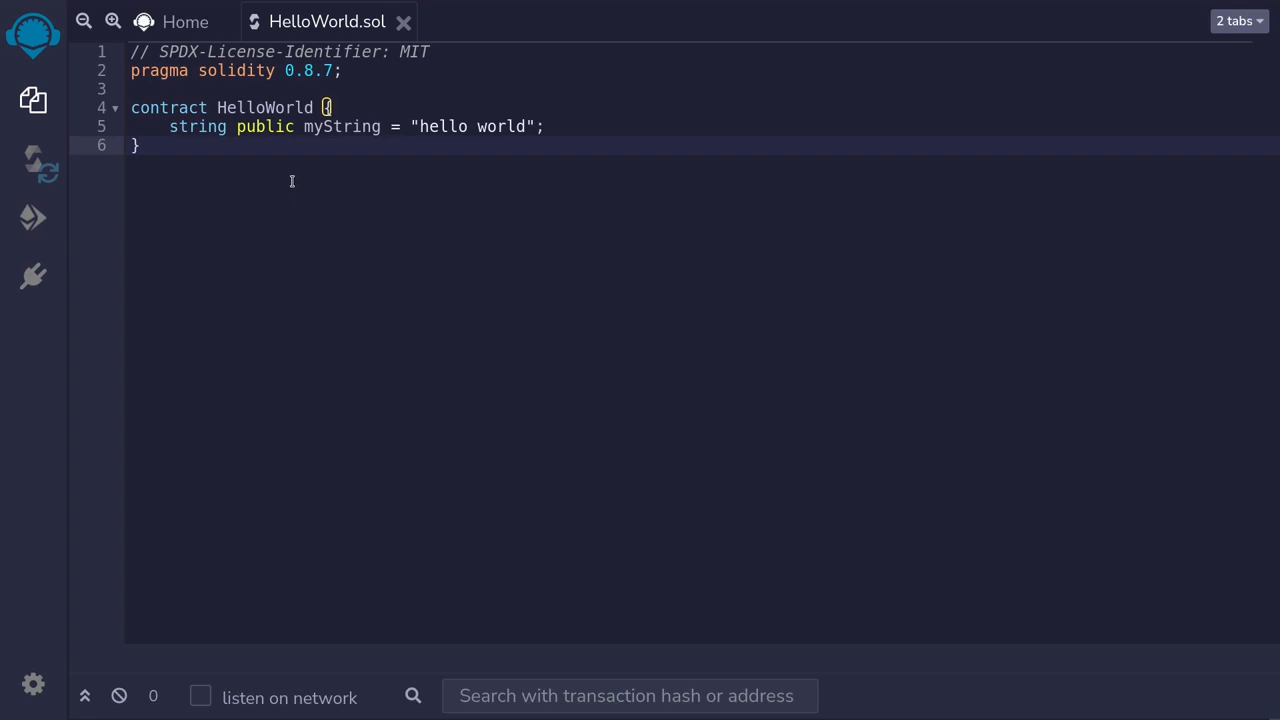 Home
HelloWorld.sol
2 tabs
1 // SPDX-License-Identifier: MIT
2 pragma solidity 0.8.7;
3
4 contract HelloWorld {
5     string public myString = "hello world";
6 }
0
listen on network
Search with transaction hash or address